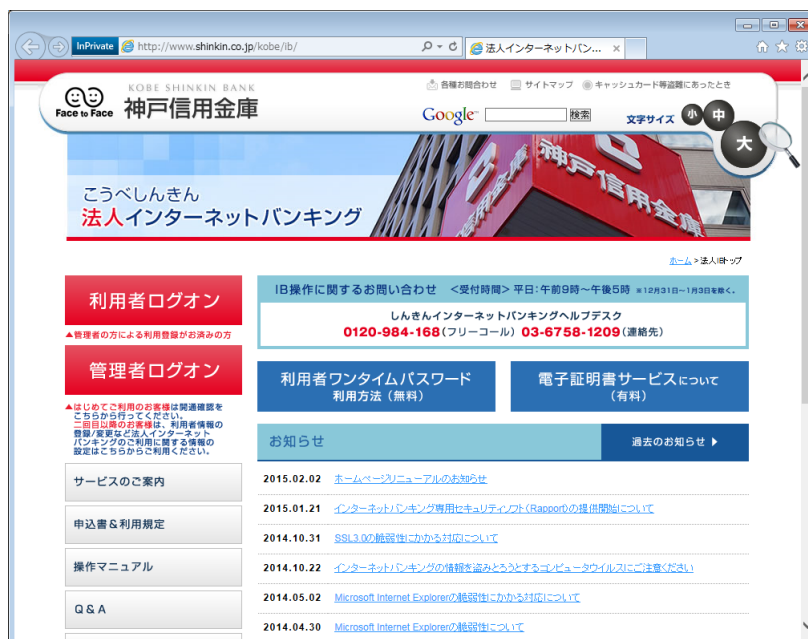 InPrivate http://www.shinkin.co.jp/kobe/ib/ 法人インターネットバン...
KOBE SHINKIN BANK
神戸信用金庫
Face to Face
各種お問合わせ サイトマップ キャッシュカード等盗難にあったとき
Google 検索 文字サイズ 小 中 大
こうべしんきん
法人インターネットバンキング
神戸信用金庫
ホーム > 法人IBトップ
利用者ログオン
▲管理者の方による利用登録がお済みの方
管理者ログオン
▲はじめてご利用のお客様は開通確認を
こちらから行ってください。
二回目以降のお客様は、利用者情報の
登録/変更など法人インターネット
バンキングのご利用に関する情報の
設定はこちらからご利用ください。
サービスのご案内
申込書&利用規定
操作マニュアル
Q&A
IB操作に関するお問い合わせ <受付時間> 平日:午前9時~午後5時 ※12月31日~1月3日を除く。
しんきんインターネットバンキングヘルプデスク
0120-984-168(フリーコール) 03-6758-1209(連絡先)
利用者ワンタイムパスワード
利用方法(無料)
電子証明書サービスについて
(有料)
お知らせ 過去のお知らせ ▶
2015.02.02 ホームページリニューアルのお知らせ
2015.01.21 インターネットバンキング専用セキュリティソフト(Rapport)の提供開始について
2014.10.31 SSL3.0の脆弱性にかかる対応について
2014.10.22 インターネットバンキングの情報を盗みとろうとするコンピュータウイルスにご注意ください
2014.05.02 Microsoft Internet Explorerの脆弱性にかかる対応について
2014.04.30 Microsoft Internet Explorerの脆弱性について